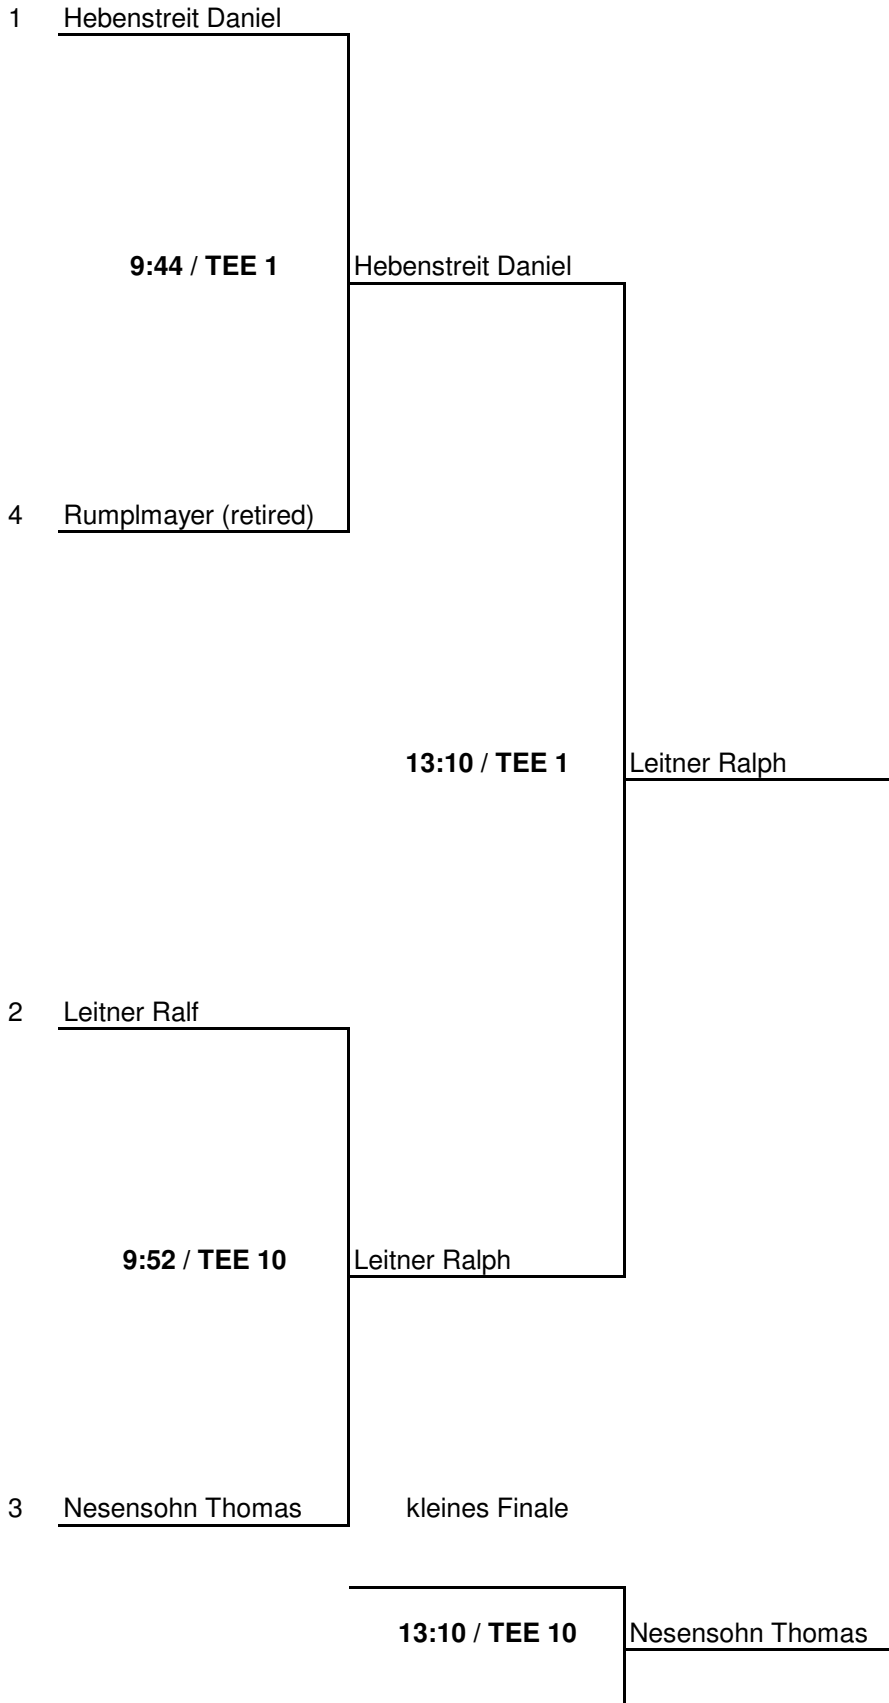 1 Hebenstreit Daniel
9:44 / TEE 1 Hebenstreit Daniel
4 Rumplmayer (retired)
13:10 / TEE 1 Leitner Ralph
2 Leitner Ralf
9:52 / TEE 10 Leitner Ralph
3 Nesensohn Thomas kleines Finale
13:10 / TEE 10 Nesensohn Thomas